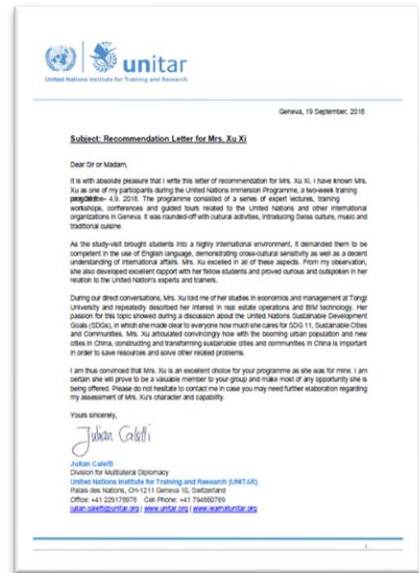 unitar
United Nations Institute for Training and Research
Geneva, 19 September, 2018
Subject: Recommendation Letter for Mrs. Xu Xi
Dear Sir or Madam,
It is with absolute pleasure that I write this letter of recommendation for Mrs. Xu Xi. I have known Mrs.
Xu as one of my participants during the United Nations Immersion Programme, a two-week training
4.9. 2018. The programme consisted of a series of expert lectures, training
workshops, conferences and guided tours related to the United Nations and other international
organizations in Geneva. It was rounded-off with cultural activities, introducing Swiss culture, music and
traditional cuisine.
As the study-visit brought students into a highly international environment, it demanded them to be
competent in the use of English language, demonstrating cross-cultural sensitivity as well as a decent
understanding of international affairs. Mrs. Xu excelled in all of these aspects. From my observation,
she also developed excellent rapport with her fellow students and proved curious and outspoken in her
relation to the United Nation's experts and trainers.
During our direct conversations, Mrs. Xu told me of her studies in economics and management at Tongji
University and repeatedly described her interest in real estate operations and BIM technology. Her
passion for this topic showed during a discussion about the United Nations Sustainable Development
Goals (SDGs), in which she made clear to everyone how much she cares for SDG 11, Sustainable Cities
and Communities. Mrs. Xu articulated convincingly how with the booming urban population and new
cities in China, constructing and transforming sustainable cities and communities in China is important
in order to save resources and solve other related problems.
I am thus convinced that Mrs. Xu is an excellent choice for your programme as she was for mine. I am
certain she will prove to be a valuable member to your group and make most of any opportunity she is
being offered. Please do not hesitate to contact me in case you may need further elaboration regarding
my assessment of Mrs. Xu's character and capability.
Yours sincerely,
Julian Caletti
Julian Caletti
Division for Multilateral Diplomacy
United Nations Institute for Training and Research (UNITAR)
Palais des Nations, CH-1211 Geneva 10, Switzerland
Office: +41 229178978 Cell Phone: +41 794860769
julian.caletti@unitar.org | www.unitar.org | www.learnatunitar.org